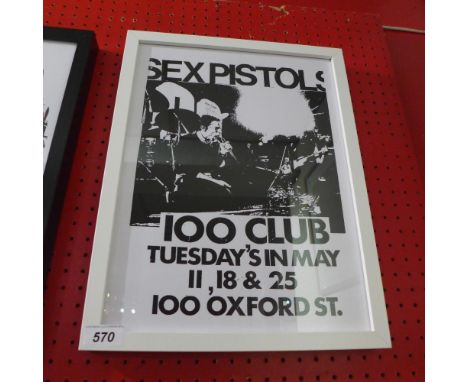 SEX PISTOLS
100 CLUB
TUESDAY'S IN MAY
11, 18 & 25
100 OXFORD ST.
570